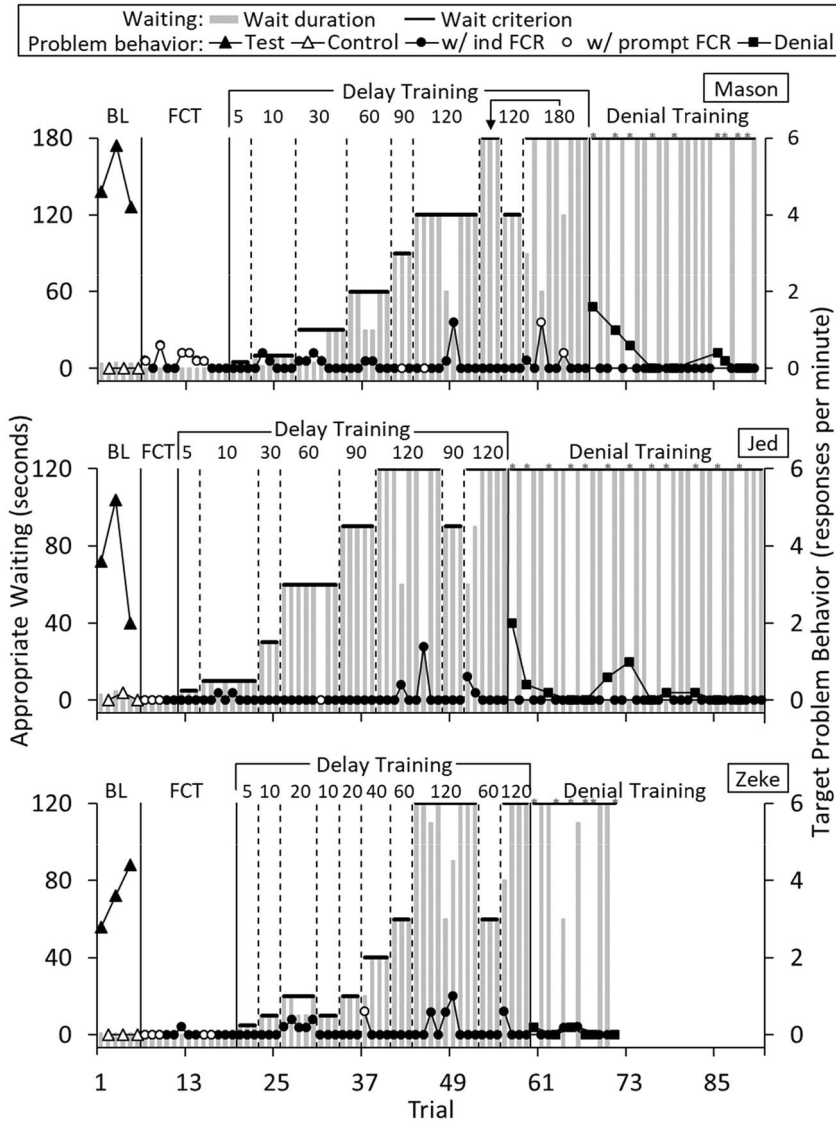 Waiting: Wait duration Wait criterion
Problem behavior: Test Control w/ ind FCR w/ prompt FCR Denial
Mason
Delay Training
BL FCT 5 10 30 60 90 120 120 180 Denial Training
180 6
120 4
60 2
0 0
Jed
Delay Training
BL FCT 5 10 30 60 90 120 90 120 Denial Training
120 6
80 4
40 2
0 0
Zeke
Delay Training
BL FCT 5 10 20 10 20 40 60 120 60 120 Denial Training
120 6
80 4
40 2
0 0
1 13 25 37 49 61 73 85
Trial
Appropriate Waiting (seconds)
Target Problem Behavior (responses per minute)